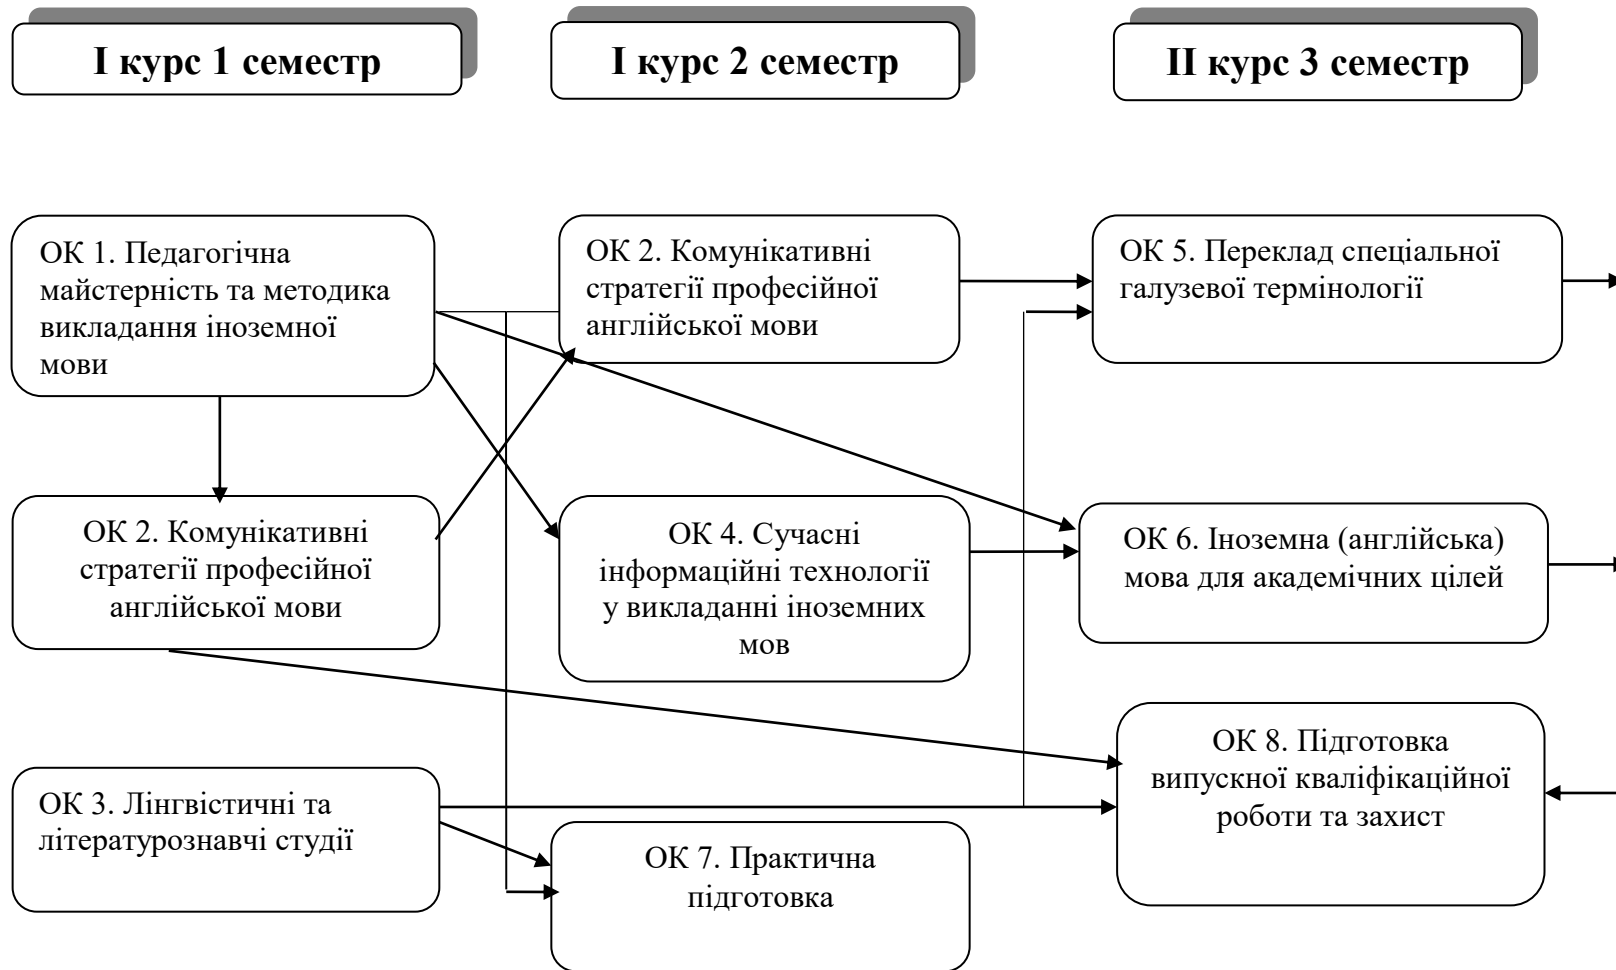 І курс 1 семестр
І курс 2 семестр
ІІ курс 3 семестр
ОК 1. Педагогічна
майстерність та методика
викладання іноземної
мови
ОК 2. Комунікативні
стратегії професійної
англійської мови
ОК 5. Переклад спеціальної
галузевої термінології
ОК 2. Комунікативні
стратегії професійної
англійської мови
ОК 4. Сучасні
інформаційні технології
у викладанні іноземних
мов
ОК 6. Іноземна (англійська)
мова для академічних цілей
ОК 3. Лінгвістичні та
літературознавчі студії
ОК 7. Практична
підготовка
ОК 8. Підготовка
випускної кваліфікаційної
роботи та захист